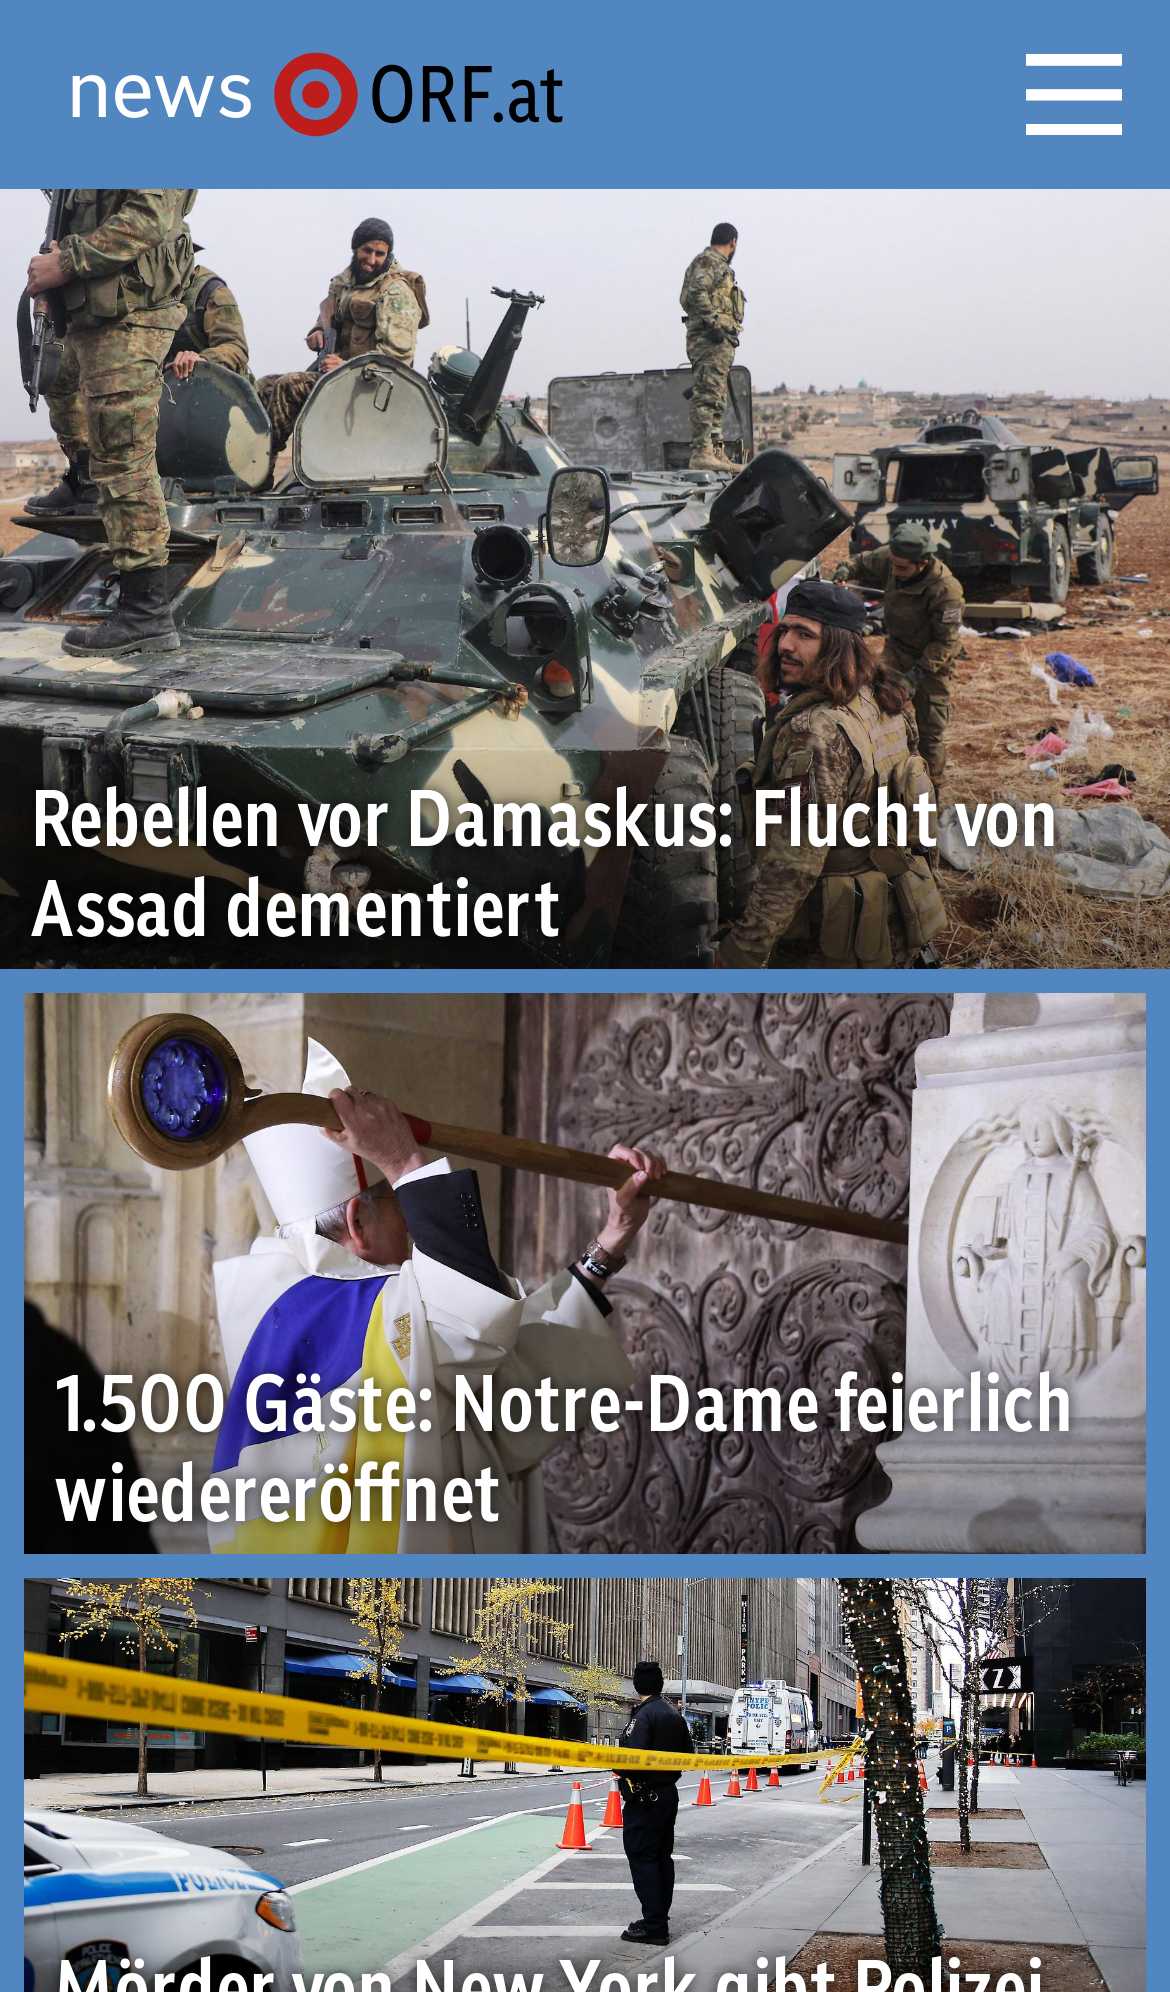 news ORF.at
Rebellen vor Damaskus: Flucht von
Assad dementiert
1.500 Gäste: Notre-Dame feierlich
wiedereröffnet
POLICE
Mörder von New York gibt Polizei